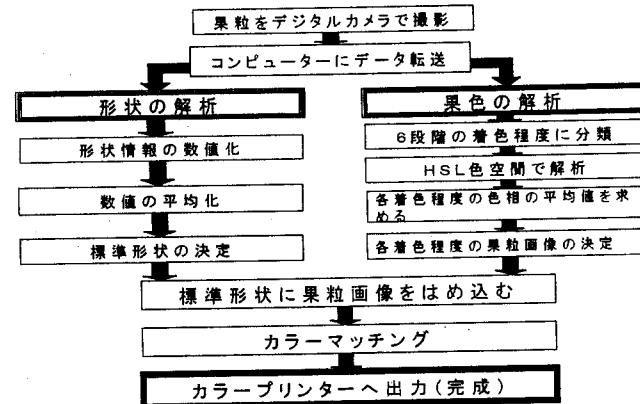 果粒をデジタルカメラで撮影
コンピューターにデータ転送
形状の解析
形状情報の数値化
数値の平均化
標準形状の決定
果色の解析
6段階の着色程度に分類
HSL色空間で解析
各着色程度の色相の平均値を求
める
各着色程度の果粒画像の決定
標準形状に果粒画像をはめ込む
カラーマッチング
カラープリンターへ出力(完成)